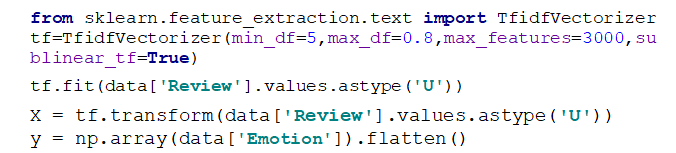 from sklearn.feature_extraction.text import TfidfVectorizer
tf=TfidfVectorizer(min_df=5,max_df=0.8,max_features=3000,su
blinear_tf=True)
tf.fit(data['Review'].values.astype('U'))
X = tf.transform(data['Review'].values.astype('U'))
y = np.array(data['Emotion']).flatten()